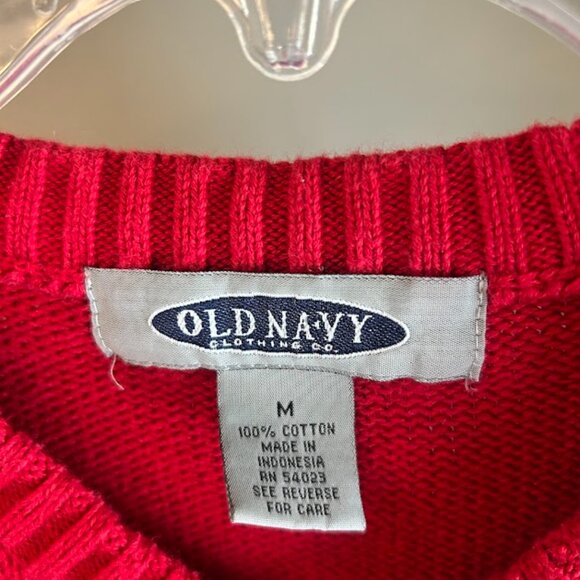 OLD NAVY
CLOTHING CO.
M
100% COTTON
MADE IN
INDONESIA
RN 54023
SEE REVERSE
FOR CARE